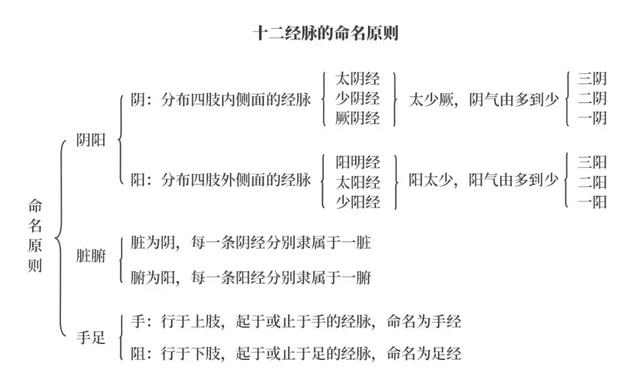 十二经脉的命名原则
命名原则
阴阳
阴：分布四肢内侧面的经脉
太阴经
少阴经
厥阴经
太少厥，阴气由多到少
三阴
二阴
一阴
阳：分布四肢外侧面的经脉
阳明经
太阳经
少阳经
阳太少，阳气由多到少
三阳
二阳
一阳
脏腑
脏为阴，每一条阴经分别隶属于一脏
腑为阳，每一条阳经分别隶属于一腑
手足
手：行于上肢，起于或止于手的经脉，命名为手经
阻：行于下肢，起于或止于足的经脉，命名为足经